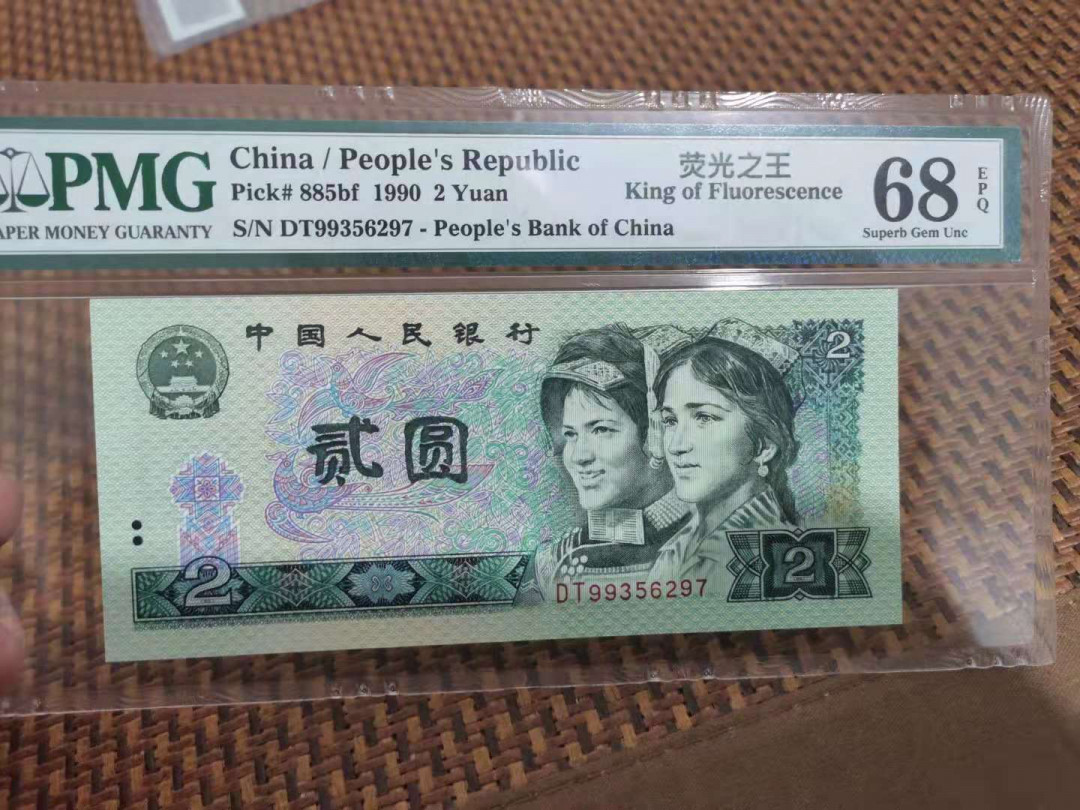 PMG
PAPER MONEY GUARANTY
China / People's Republic
Pick# 885bf 1990 2 Yuan
S/N DT99356297 - People's Bank of China
荧光之王
King of Fluorescence
68
EPQ
Superb Gem Unc
中国人民银行
2
贰圆
2
DT99356297
2